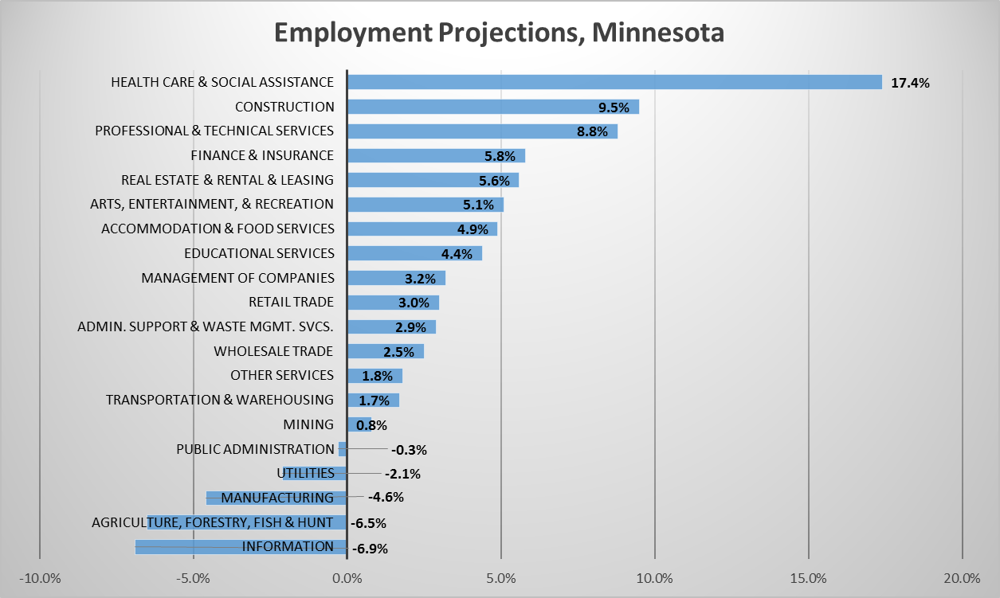 Employment Projections, Minnesota
HEALTH CARE & SOCIAL ASSISTANCE 17.4%
CONSTRUCTION 9.5%
PROFESSIONAL & TECHNICAL SERVICES 8.8%
FINANCE & INSURANCE 5.8%
REAL ESTATE & RENTAL & LEASING 5.6%
ARTS, ENTERTAINMENT, & RECREATION 5.1%
ACCOMMODATION & FOOD SERVICES 4.9%
EDUCATIONAL SERVICES 4.4%
MANAGEMENT OF COMPANIES 3.2%
RETAIL TRADE 3.0%
ADMIN. SUPPORT & WASTE MGMT. SVCS. 2.9%
WHOLESALE TRADE 2.5%
OTHER SERVICES 1.8%
TRANSPORTATION & WAREHOUSING 1.7%
MINING 0.8%
PUBLIC ADMINISTRATION -0.3%
UTILITIES -2.1%
MANUFACTURING -4.6%
AGRICULTURE, FORESTRY, FISH & HUNT -6.5%
INFORMATION -6.9%
-10.0% -5.0% 0.0% 5.0% 10.0% 15.0% 20.0%